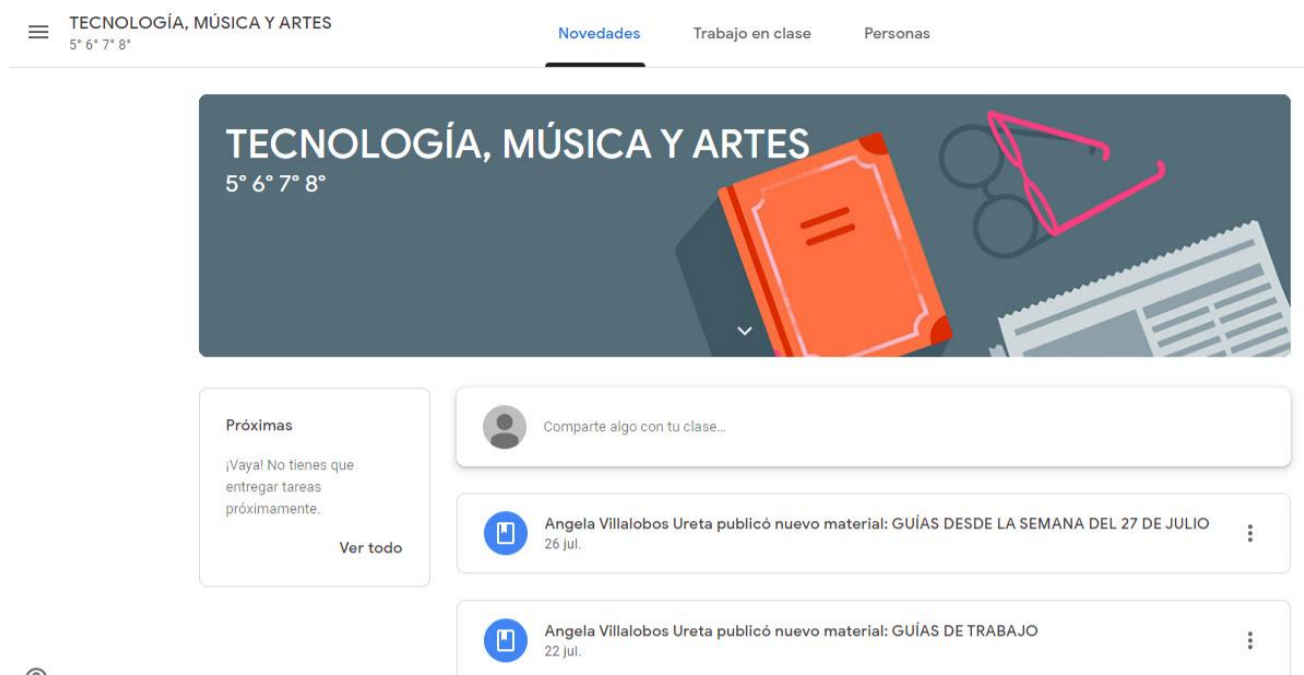 TECNOLOGÍA, MÚSICA Y ARTES
5° 6° 7° 8°
Novedades
Trabajo en clase
Personas
TECNOLOGÍA, MÚSICA Y ARTES
5° 6° 7° 8°
Próximas
¡Vaya! No tienes que
entregar tareas
próximamente.
Ver todo
Comparte algo con tu clase...
Angela Villalobos Ureta publicó nuevo material: GUÍAS DESDE LA SEMANA DEL 27 DE JULIO
26 jul.
Angela Villalobos Ureta publicó nuevo material: GUÍAS DE TRABAJO
22 jul.